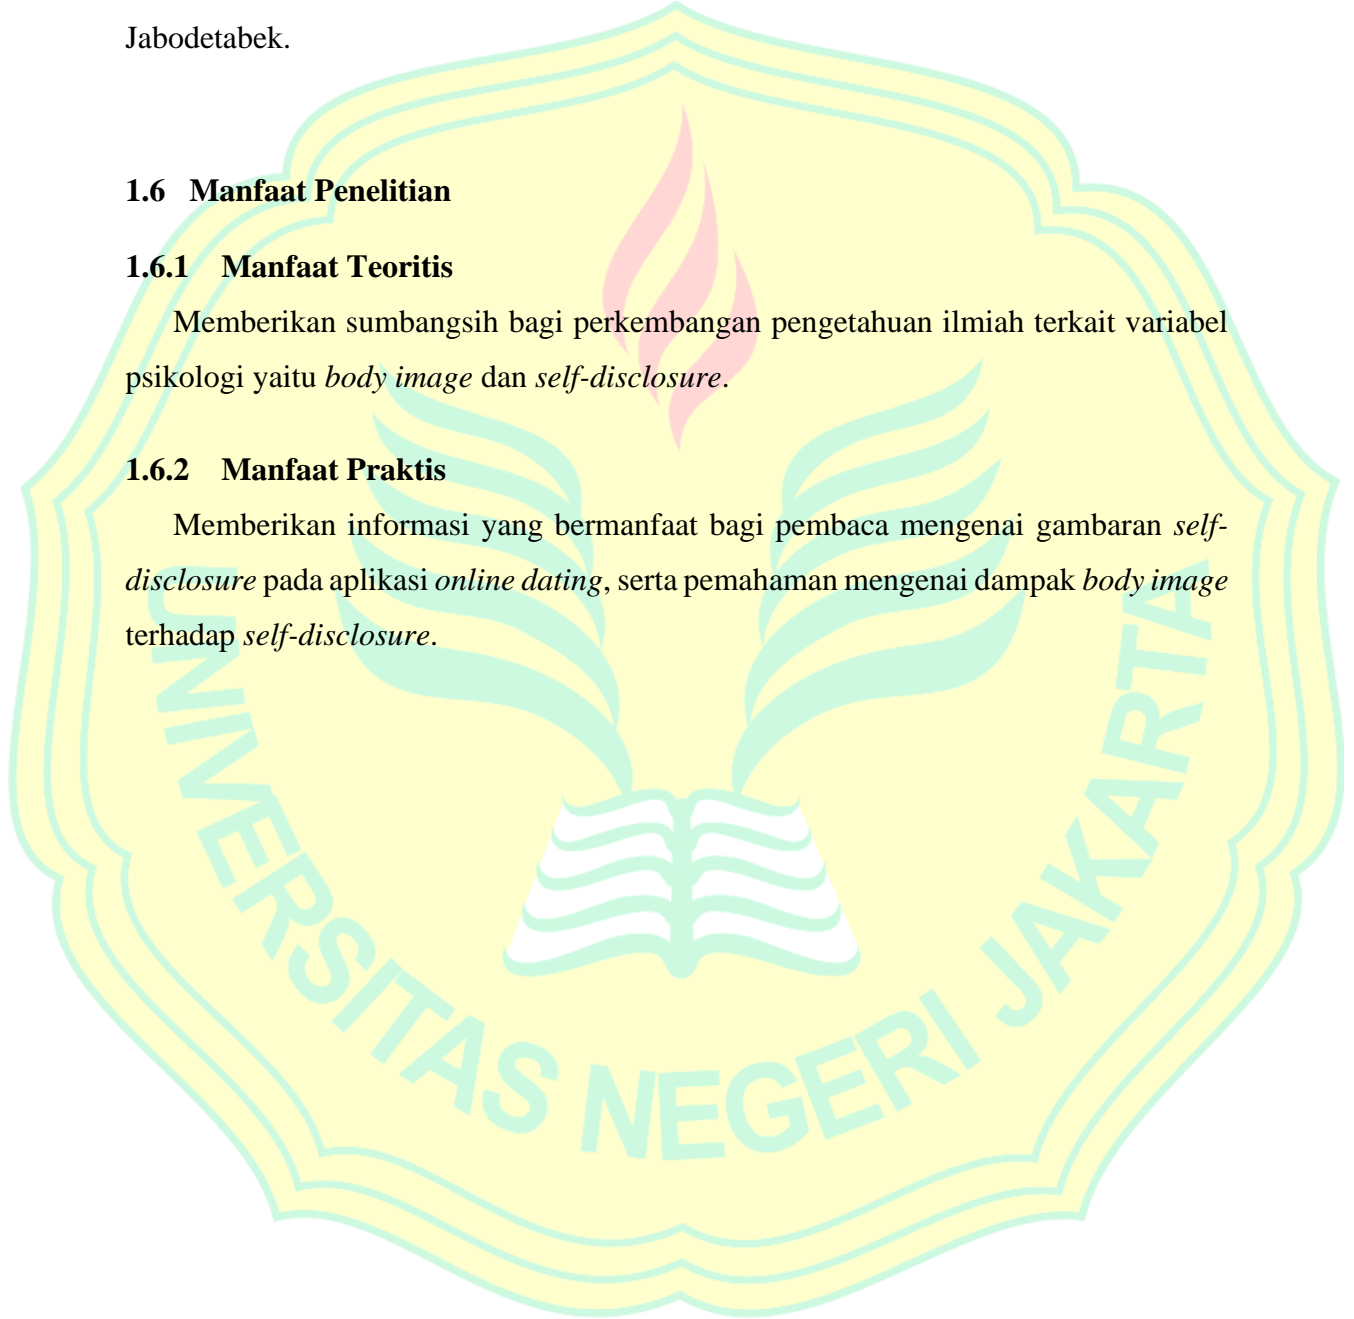 Jabodetabek.
1.6 Manfaat Penelitian
1.6.1 Manfaat Teoritis
Memberikan sumbangsih bagi perkembangan pengetahuan ilmiah terkait variabel
psikologi yaitu body image dan self-disclosure.
1.6.2 Manfaat Praktis
Memberikan informasi yang bermanfaat bagi pembaca mengenai gambaran self-
disclosure pada aplikasi online dating, serta pemahaman mengenai dampak body image
terhadap self-disclosure.
UNIVERSITAS NEGERI JAKARTA